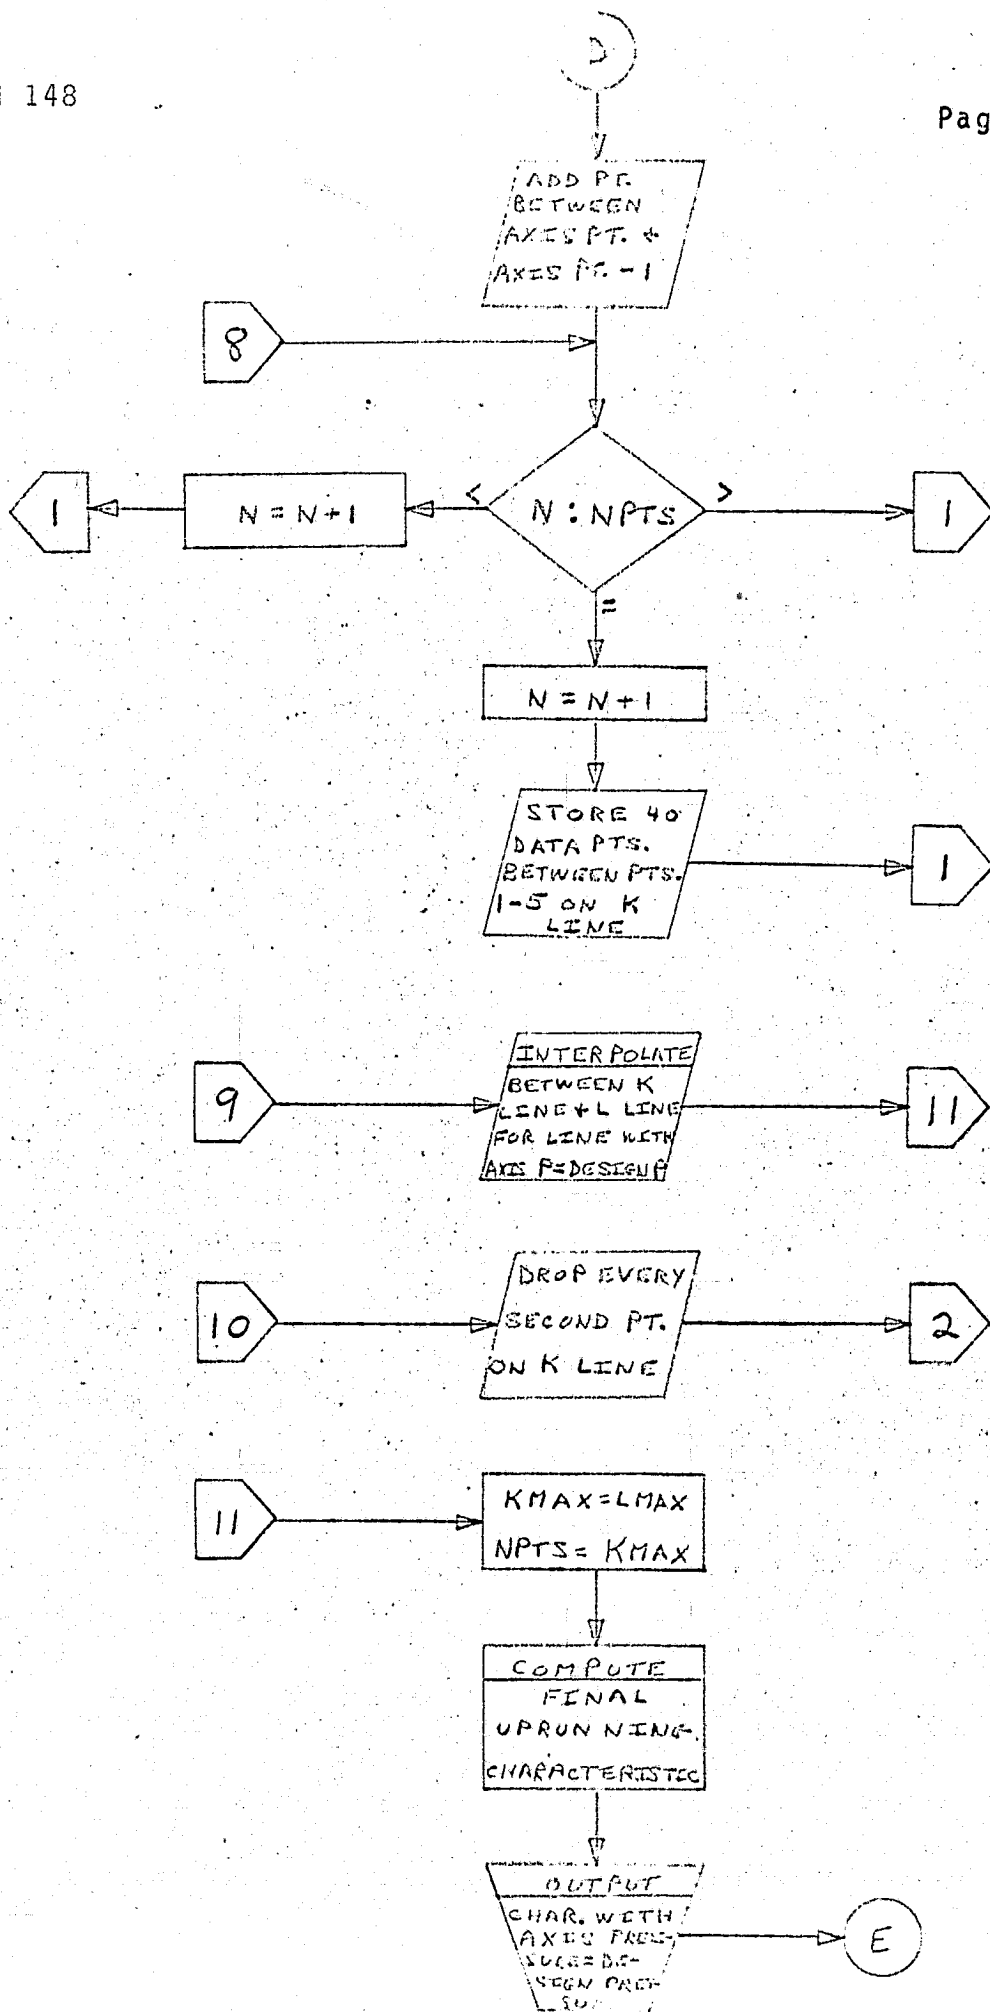 148
Pag
D
ADD PT.
BETWEEN
AXIS PT. +
AXIS PT. - 1
8
1
N = N+1
<
N : NPTS
>
1
=
N = N + 1
STORE 40
DATA PTS.
BETWEEN PTS.
1-5 ON K
LINE
1
9
INTERPOLATE
BETWEEN K
LINE + L LINE
FOR LINE WITH
AXIS P=DESIGN P
11
10
DROP EVERY
SECOND PT.
ON K LINE
2
11
KMAX=LMAX
NPTS= KMAX
COMPUTE
FINAL
UPRUNNING
CHARACTERISTIC
OUTPUT
CHAR. WITH
AXIS PRES-
SURE=DE-
SIGN PRES-
E